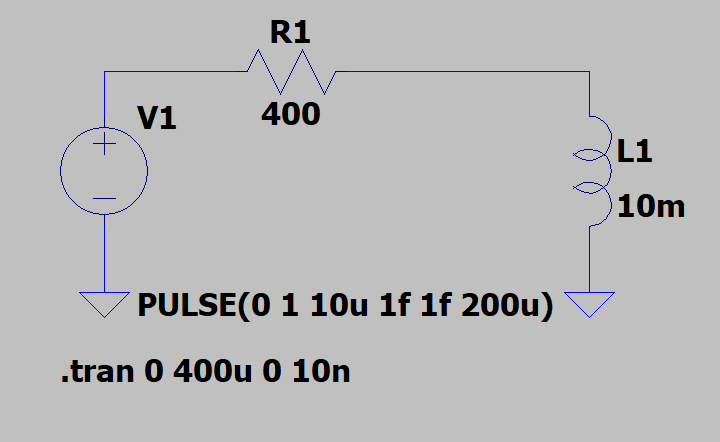 R1
400
V1
L1
10m
PULSE(0 1 10u 1f 1f 200u)
.tran 0 400u 0 10n